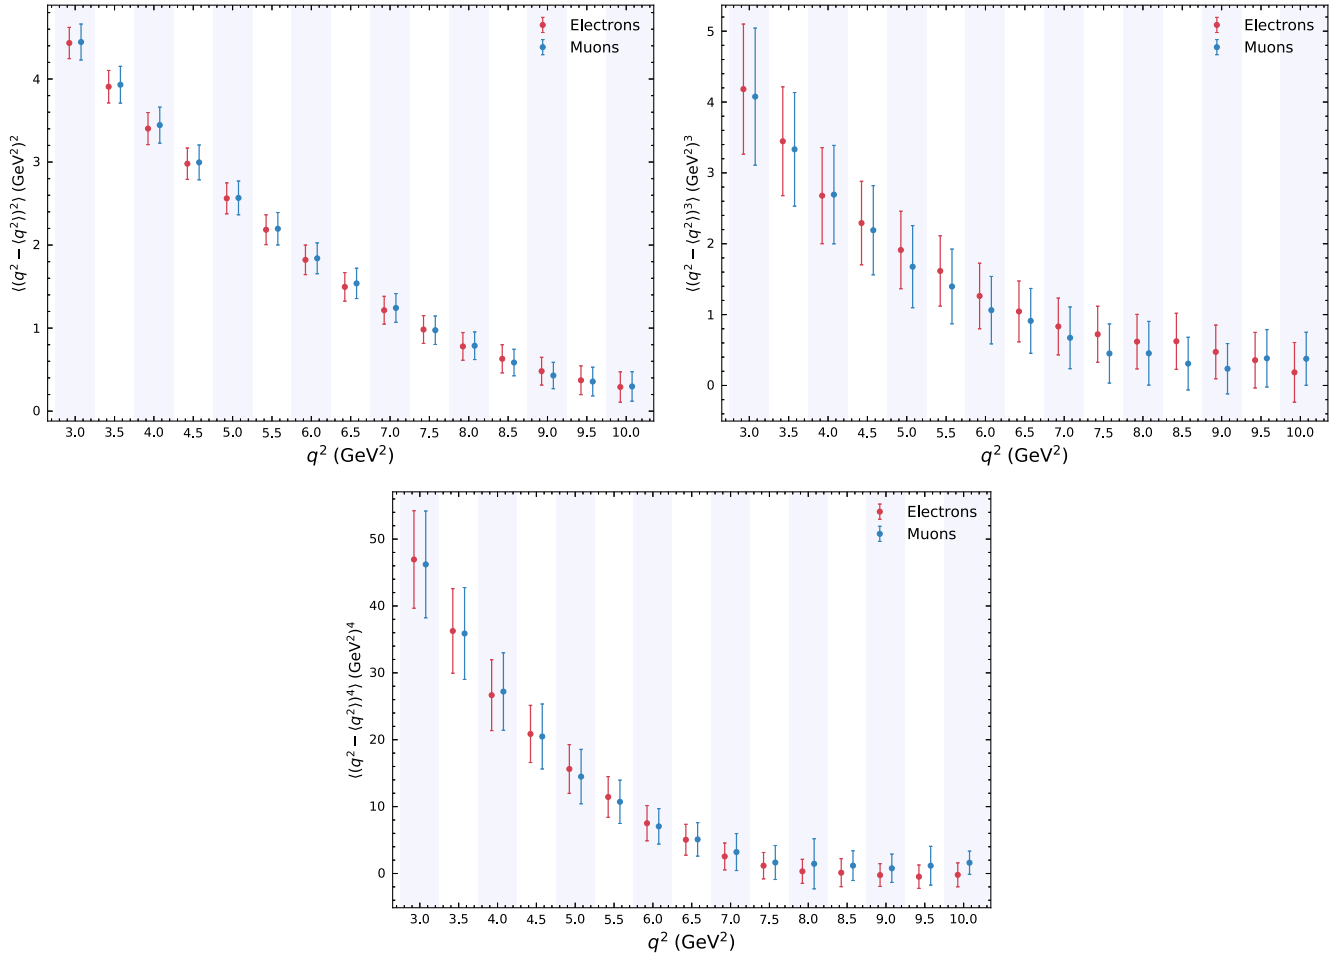 Electrons
Muons
4
3
2
1
0
⟨(q² − ⟨q²⟩)²⟩ (GeV²)²
3.0 3.5 4.0 4.5 5.0 5.5 6.0 6.5 7.0 7.5 8.0 8.5 9.0 9.5 10.0
q² (GeV²)
Electrons
Muons
5
4
3
2
1
0
⟨(q² − ⟨q²⟩)³⟩ (GeV²)³
3.0 3.5 4.0 4.5 5.0 5.5 6.0 6.5 7.0 7.5 8.0 8.5 9.0 9.5 10.0
q² (GeV²)
Electrons
Muons
50
40
30
20
10
0
⟨(q² − ⟨q²⟩)⁴⟩ (GeV²)⁴
3.0 3.5 4.0 4.5 5.0 5.5 6.0 6.5 7.0 7.5 8.0 8.5 9.0 9.5 10.0
q² (GeV²)